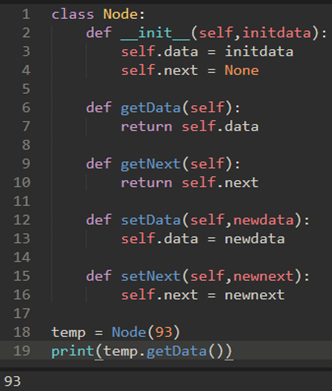 1 class Node:
2     def __init__(self,initdata):
3         self.data = initdata
4         self.next = None
5
6     def getData(self):
7         return self.data
8
9     def getNext(self):
10         return self.next
11
12     def setData(self,newdata):
13         self.data = newdata
14
15     def setNext(self,newnext):
16         self.next = newnext
17
18 temp = Node(93)
19 print(temp.getData())
93